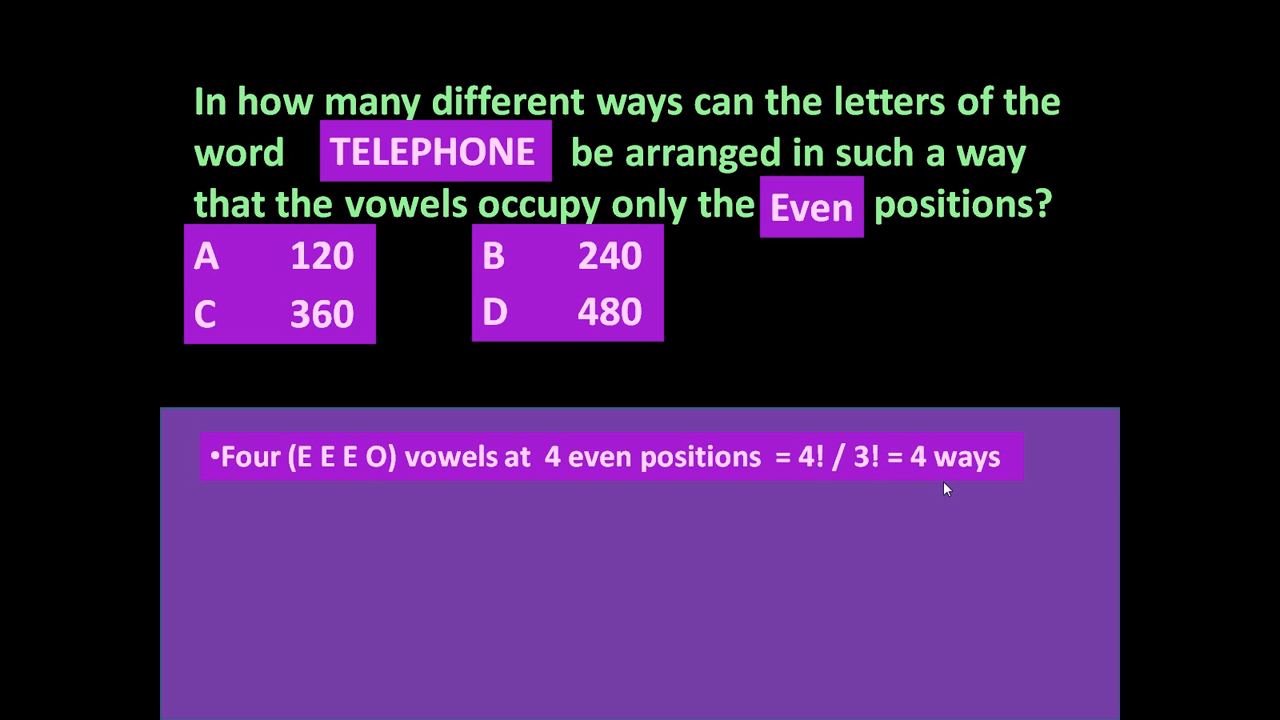 In how many different ways can the letters of the
word TELEPHONE be arranged in such a way
that the vowels occupy only the Even positions?
A 120 B 240
C 360 D 480
•Four (E E E O) vowels at 4 even positions = 4! / 3! = 4 ways